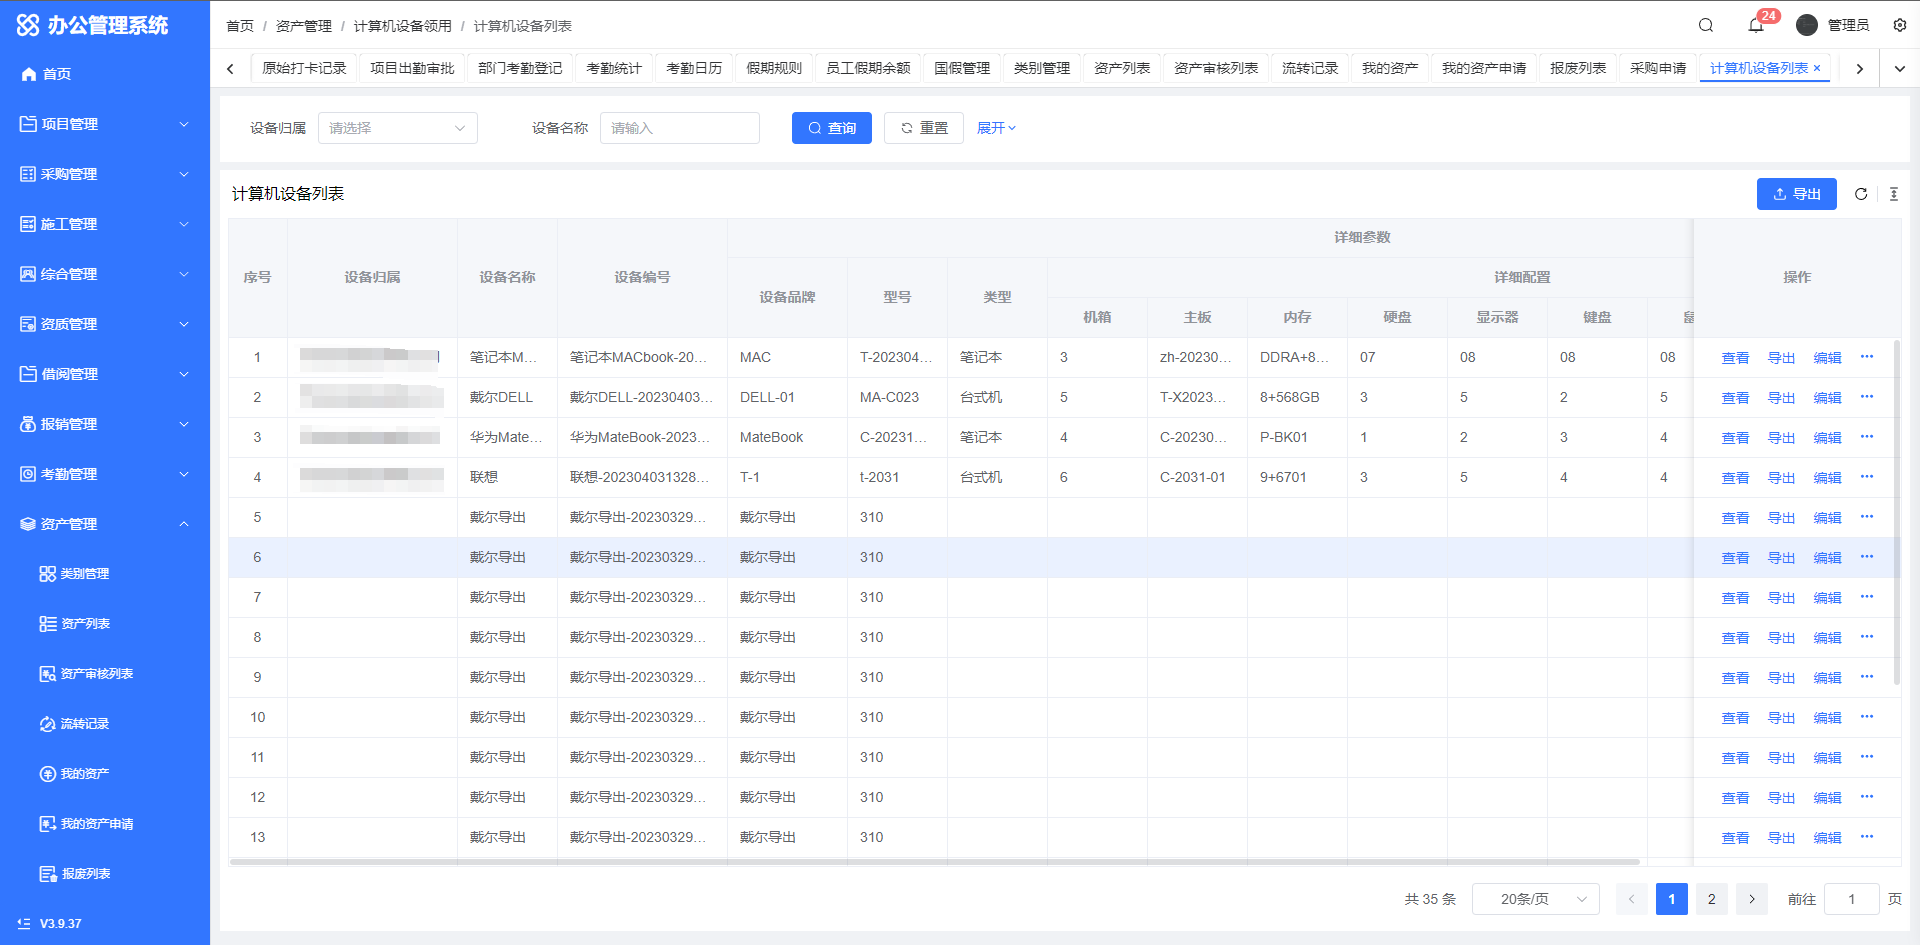 办公管理系统
首页
项目管理
采购管理
施工管理
综合管理
资质管理
借阅管理
报销管理
考勤管理
资产管理
类别管理
资产列表
资产审核列表
流转记录
我的资产
我的资产申请
报废列表
V3.9.37
首页 / 资产管理 / 计算机设备领用 / 计算机设备列表
24 管理员
原始打卡记录 项目出勤审批 部门考勤登记 考勤统计 考勤日历 假期规则 员工假期余额 国假管理 类别管理 资产列表 资产审核列表 流转记录 我的资产 我的资产申请 报废列表 采购申请 计算机设备列表 ×
设备归属 请选择 设备名称 请输入 查询 重置 展开
计算机设备列表 导出
详细参数
序号 设备归属 设备名称 设备编号 详细配置 操作
设备品牌 型号 类型
机箱 主板 内存 硬盘 显示器 键盘
1 笔记本M... 笔记本MACbook-20... MAC T-202304... 笔记本 3 zh-20230... DDRA+8... 07 08 08 08 查看 导出 编辑 ···
2 戴尔DELL 戴尔DELL-20230403... DELL-01 MA-C023 台式机 5 T-X2023... 8+568GB 3 5 2 5 查看 导出 编辑 ···
3 华为Mate... 华为MateBook-2023... MateBook C-20231... 笔记本 4 C-20230... P-BK01 1 2 3 4 查看 导出 编辑 ···
4 联想 联想-202304031328... T-1 t-2031 台式机 6 C-2031-01 9+6701 3 5 4 4 查看 导出 编辑 ···
5 戴尔导出 戴尔导出-20230329... 戴尔导出 310 查看 导出 编辑 ···
6 戴尔导出 戴尔导出-20230329... 戴尔导出 310 查看 导出 编辑 ···
7 戴尔导出 戴尔导出-20230329... 戴尔导出 310 查看 导出 编辑 ···
8 戴尔导出 戴尔导出-20230329... 戴尔导出 310 查看 导出 编辑 ···
9 戴尔导出 戴尔导出-20230329... 戴尔导出 310 查看 导出 编辑 ···
10 戴尔导出 戴尔导出-20230329... 戴尔导出 310 查看 导出 编辑 ···
11 戴尔导出 戴尔导出-20230329... 戴尔导出 310 查看 导出 编辑 ···
12 戴尔导出 戴尔导出-20230329... 戴尔导出 310 查看 导出 编辑 ···
13 戴尔导出 戴尔导出-20230329... 戴尔导出 310 查看 导出 编辑 ···
共 35 条 20条/页 1 2 前往 1 页